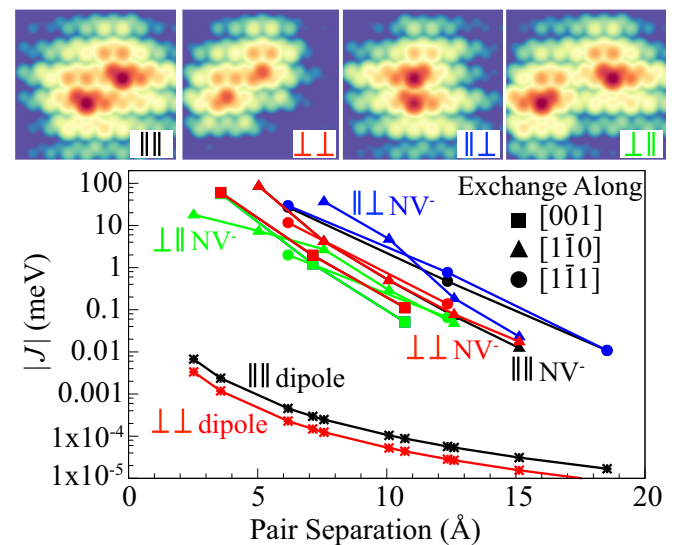 ∥∥
⊥⊥
∥⊥
⊥∥
100
10
1
0.1
0.01
0.001
1x10⁻⁴
1x10⁻⁵
|J| (meV)
Exchange Along
[001]
[11̄0]
[11̄1]
∥⊥ NV⁻
⊥∥ NV⁻
⊥⊥ NV⁻
∥∥ NV⁻
∥∥ dipole
⊥⊥ dipole
0
5
10
15
20
Pair Separation (Å)